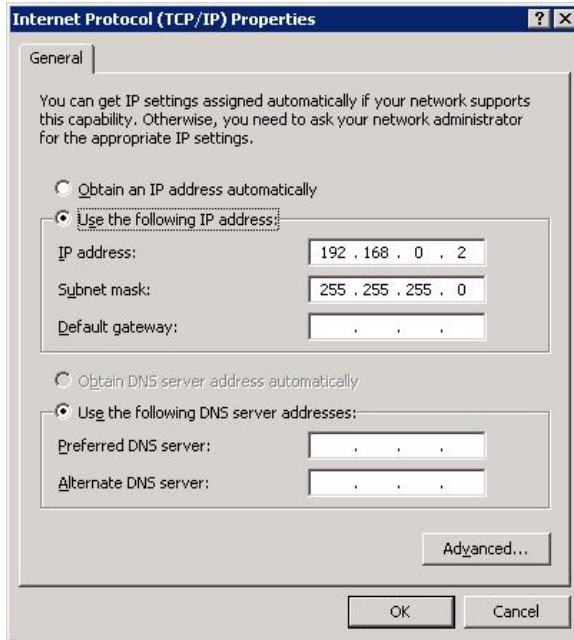 Internet Protocol (TCP/IP) Properties
General
You can get IP settings assigned automatically if your network supports
this capability. Otherwise, you need to ask your network administrator
for the appropriate IP settings.
Obtain an IP address automatically
Use the following IP address:
IP address: 192 . 168 . 0 . 2
Subnet mask: 255 . 255 . 255 . 0
Default gateway: . . .
Obtain DNS server address automatically
Use the following DNS server addresses:
Preferred DNS server: . . .
Alternate DNS server: . . .
Advanced...
OK Cancel